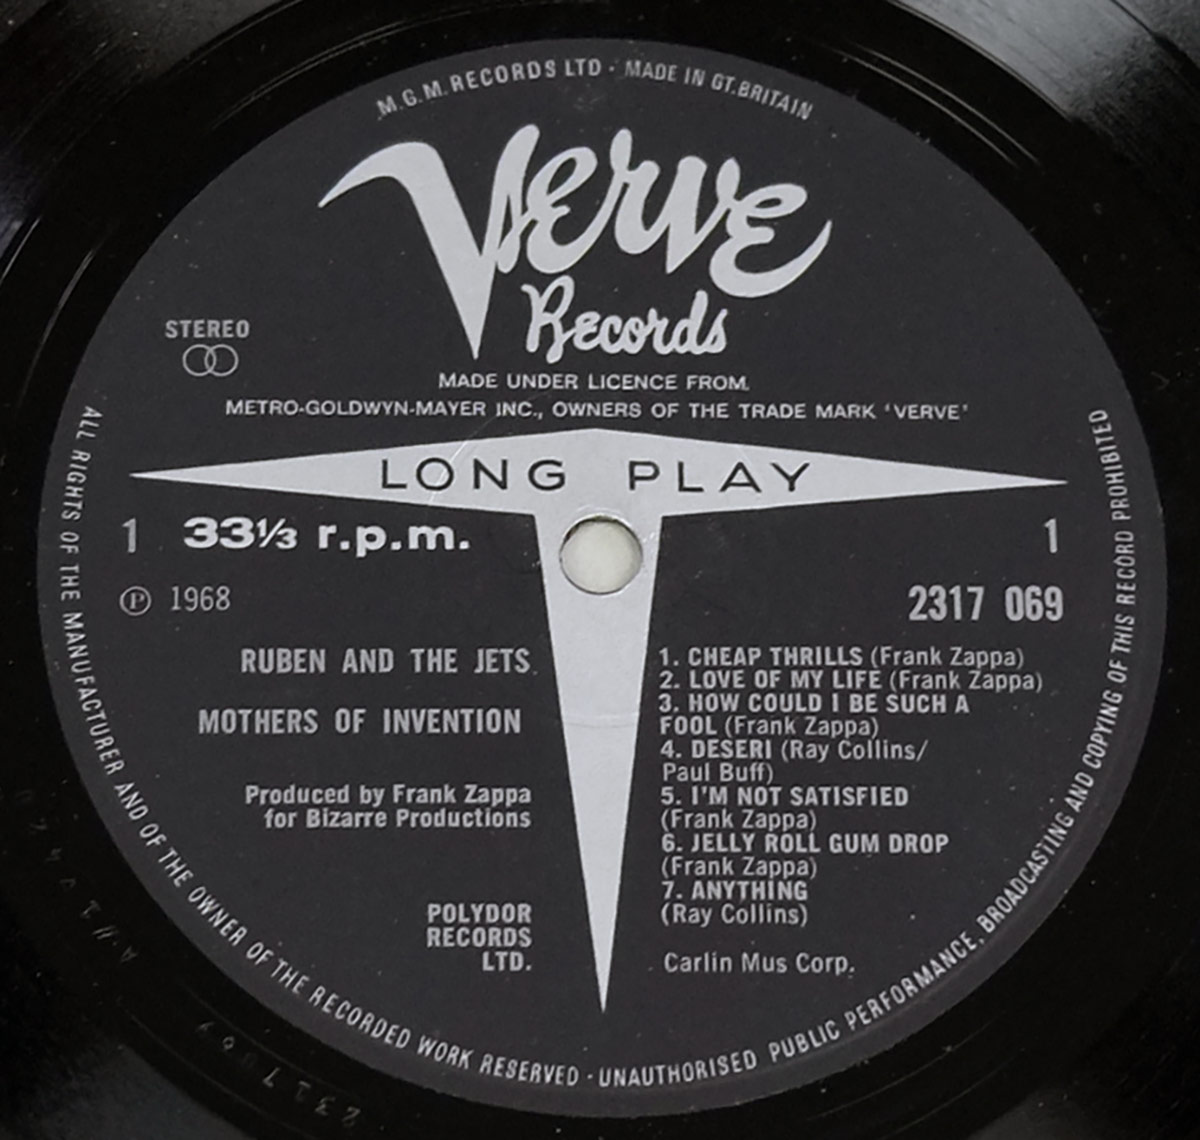 M.G.M. RECORDS LTD · MADE IN GT. BRITAIN
Verve
Records
STEREO
MADE UNDER LICENCE FROM
METRO-GOLDWYN-MAYER INC., OWNERS OF THE TRADE MARK ‘VERVE’
LONG PLAY
1 33⅓ r.p.m.
1
℗ 1968
2317 069
RUBEN AND THE JETS
MOTHERS OF INVENTION
Produced by Frank Zappa
for Bizarre Productions
POLYDOR
RECORDS
LTD.
1. CHEAP THRILLS (Frank Zappa)
2. LOVE OF MY LIFE (Frank Zappa)
3. HOW COULD I BE SUCH A
FOOL (Frank Zappa)
4. DESERI (Ray Collins/
Paul Buff)
5. I'M NOT SATISFIED
(Frank Zappa)
6. JELLY ROLL GUM DROP
(Frank Zappa)
7. ANYTHING
(Ray Collins)
Carlin Mus Corp.
ALL RIGHTS OF THE MANUFACTURER AND OF THE OWNER OF THE RECORDED WORK RESERVED · UNAUTHORISED PUBLIC PERFORMANCE, BROADCASTING AND COPYING OF THIS RECORD PROHIBITED